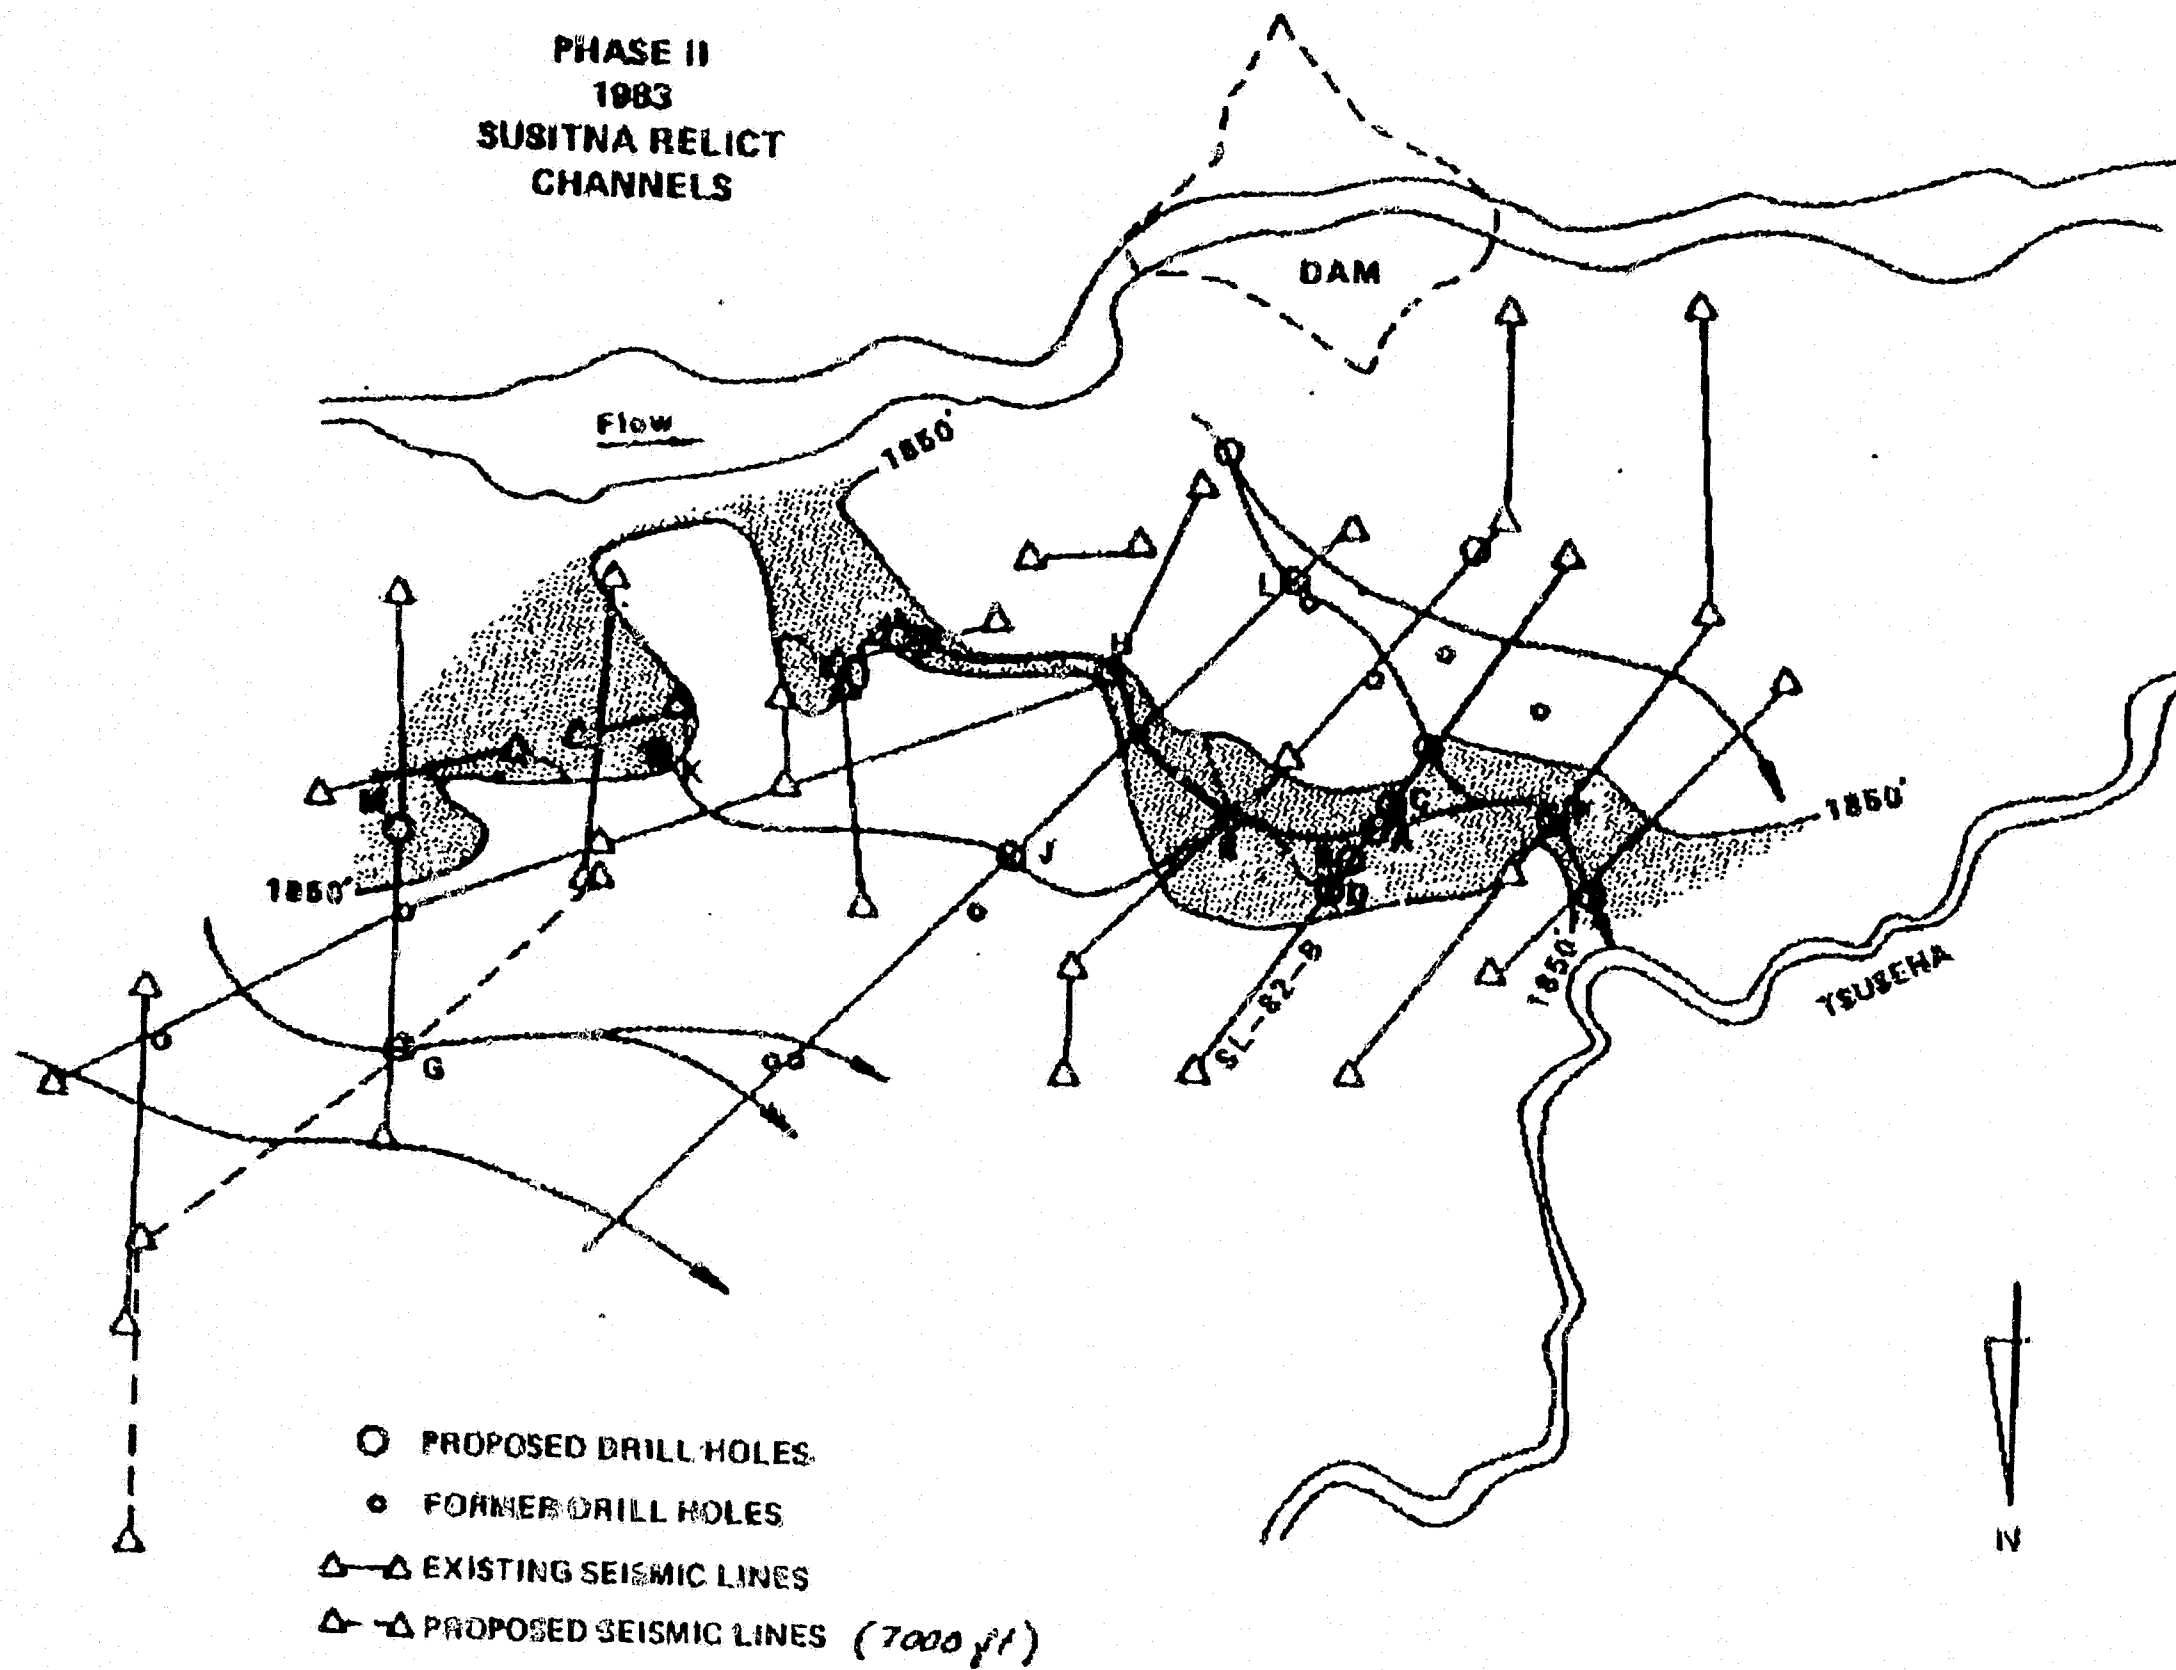 PHASE II
1983
SUSITNA RELICT
CHANNELS
DAM
Flow
1850'
L
H
K
C
1850'
J
D
1850'
1850'
SL-82-8
TSUSENA
G
PROPOSED DRILL HOLES
FORMER DRILL HOLES
EXISTING SEISMIC LINES
PROPOSED SEISMIC LINES (7000 ft)
N